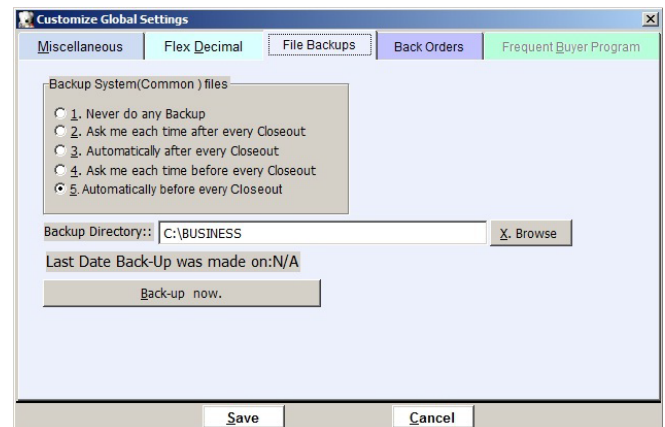 Customize Global Settings
Miscellaneous Flex Decimal File Backups Back Orders Frequent Buyer Program
Backup System(Common ) files
1. Never do any Backup
2. Ask me each time after every Closeout
3. Automatically after every Closeout
4. Ask me each time before every Closeout
5. Automatically before every Closeout
Backup Directory:: C:\BUSINESS X. Browse
Last Date Back-Up was made on:N/A
Back-up now.
Save Cancel